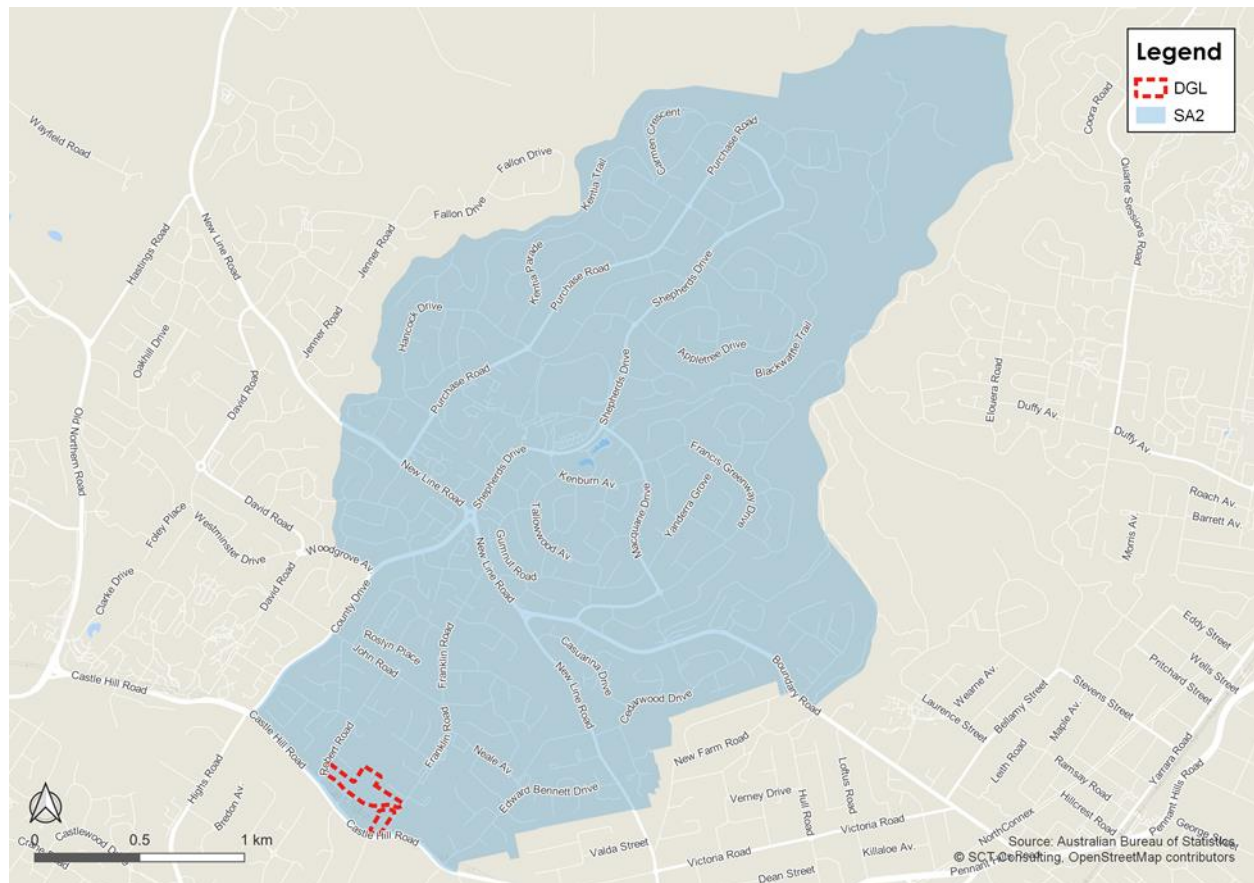 Legend
DGL
SA2
Wayfield Road
Hastings Road
New Line Road
Fallon Drive
Fallon Drive
Jenner Road
Jenner Road
Oakhill Drive
David Road
Old Northern Road
Kentia Trail
Carmen Crescent
Purchase Road
Coora Road
Quarter Sessions Road
Kentia Parade
Purchase Road
Shepherds Drive
Hancock Drive
Appletree Drive
Blackwattle Trail
Purchase Road
Shepherds Drive
Elouera Road
Duffy Av.
Duffy Av.
New Line Road
Shepherds Drive
Kenburn Av.
Francis Greenway Drive
Yanderra Grove
Macquarie Drive
Tallowwood Av.
Gumnut Road
New Line Road
Roach Av.
Barrett Av.
Morris Av.
Foley Place
Westminster Drive
David Road
Woodgrove Av.
David Road
Clarke Drive
County Drive
Roslyn Place
John Road
Franklin Road
Casuarina Drive
New Line Road
Cedarwood Drive
Boundary Road
Eddy Street
Wells Street
Pritchard Street
Stevens Street
Wearne Av.
Laurence Street
Bellamy Street
Maple Av.
Castle Hill Road
Castle Hill Road
Robert Road
Franklin Road
Neale Av.
Edward Bennett Drive
New Farm Road
Verney Drive
Hull Road
Loftus Road
Leith Road
Ramsay Road
Hillcrest Road
Yarrara Road
Pennant Hills Road
George Street
Highs Road
Bredon Av.
Castle Hill Road
Castlewood Drive
Crane Road
Valda Street
Victoria Road
Victoria Road
Dean Street
Killaloe Av.
NorthConnex
Pennant Hills Road
0 0.5 1 km
Source: Australian Bureau of Statistics,
© SCT Consulting, OpenStreetMap contributors